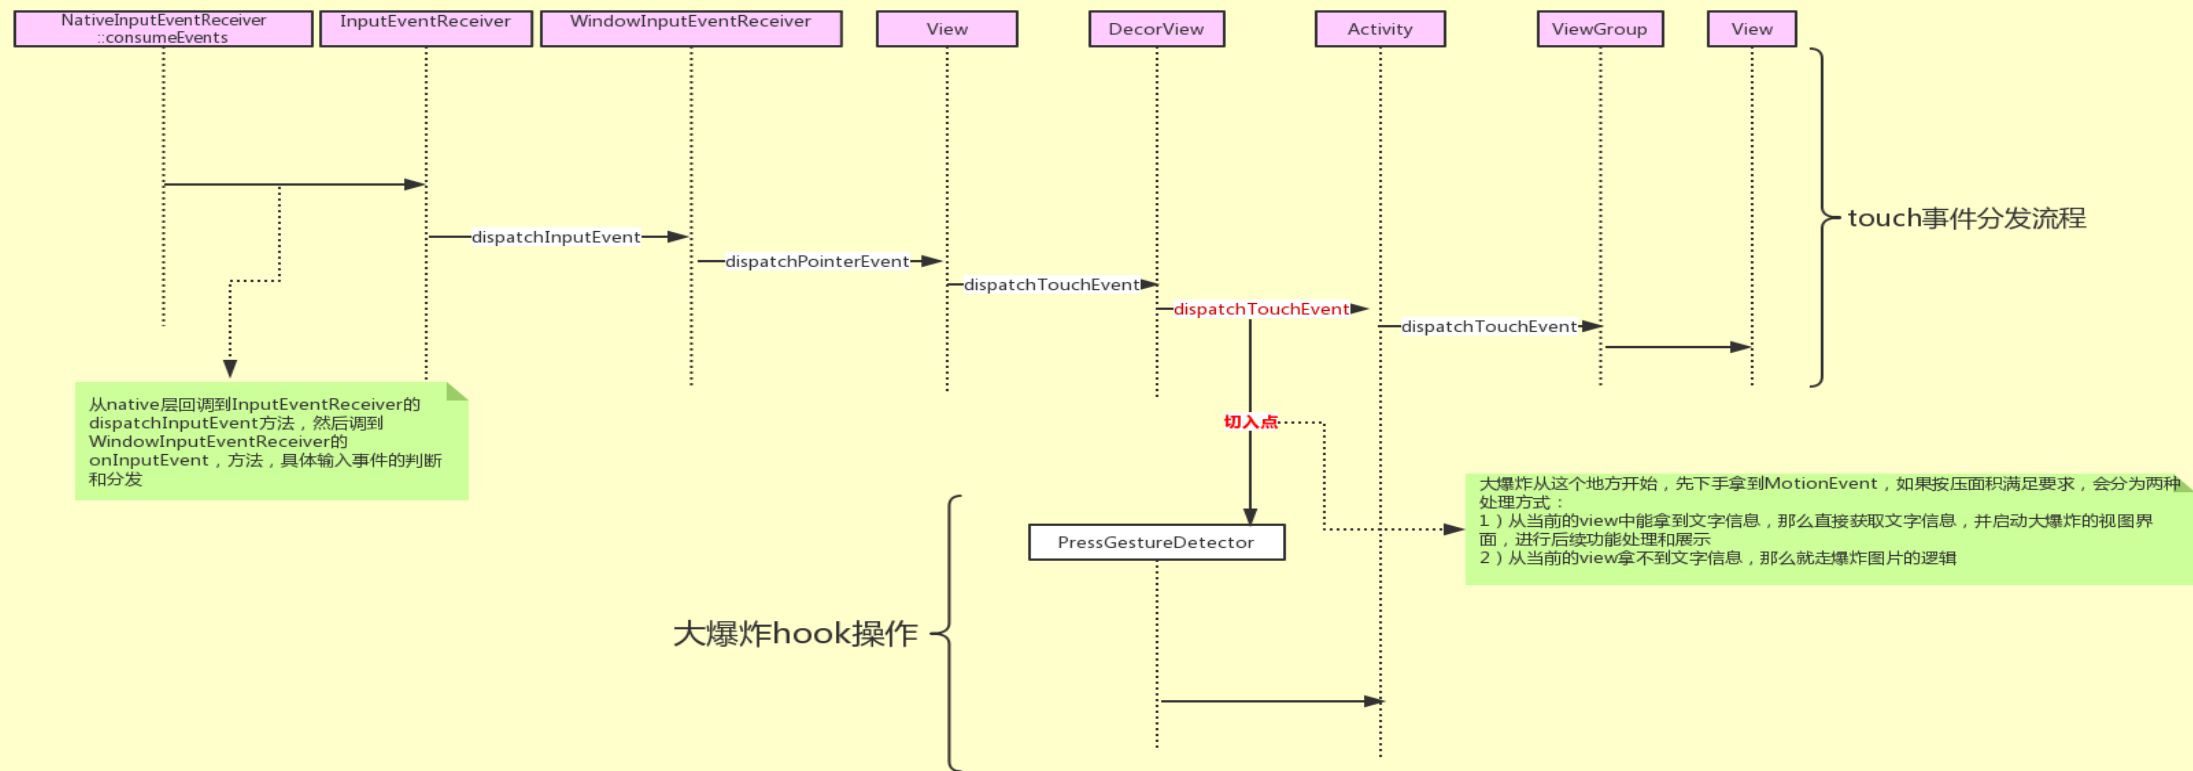 NativeInputEventReceiver
::consumeEvents
InputEventReceiver
WindowInputEventReceiver
View
DecorView
Activity
ViewGroup
View
touch事件分发流程
dispatchInputEvent
dispatchPointerEvent
dispatchTouchEvent
dispatchTouchEvent
dispatchTouchEvent
从native层回调到InputEventReceiver的
dispatchInputEvent方法，然后调到
WindowInputEventReceiver的
onInputEvent，方法，具体输入事件的判断
和分发
切入点
大爆炸从这个地方开始，先下手拿到MotionEvent，如果按压面积满足要求，会分为两种
处理方式：
1）从当前的view中能拿到文字信息，那么直接获取文字信息，并启动大爆炸的视图界
面，进行后续功能处理和展示
2）从当前的view拿不到文字信息，那么就走爆炸图片的逻辑
PressGestureDetector
大爆炸hook操作